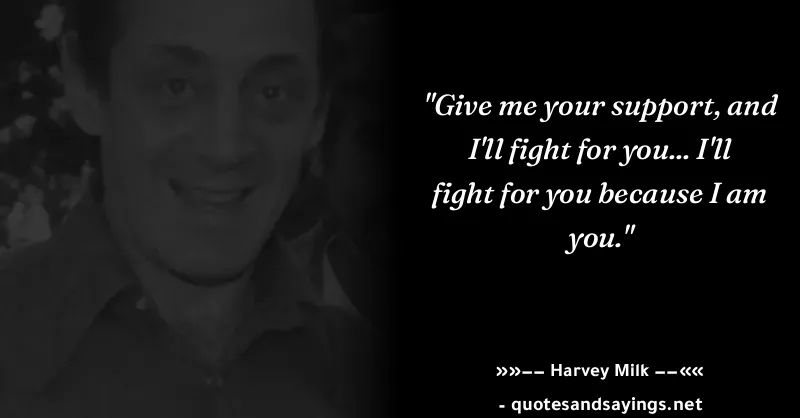 "Give me your support, and
I'll fight for you... I'll
fight for you because I am
you."
»»—— Harvey Milk ——««
- quotesandsayings.net